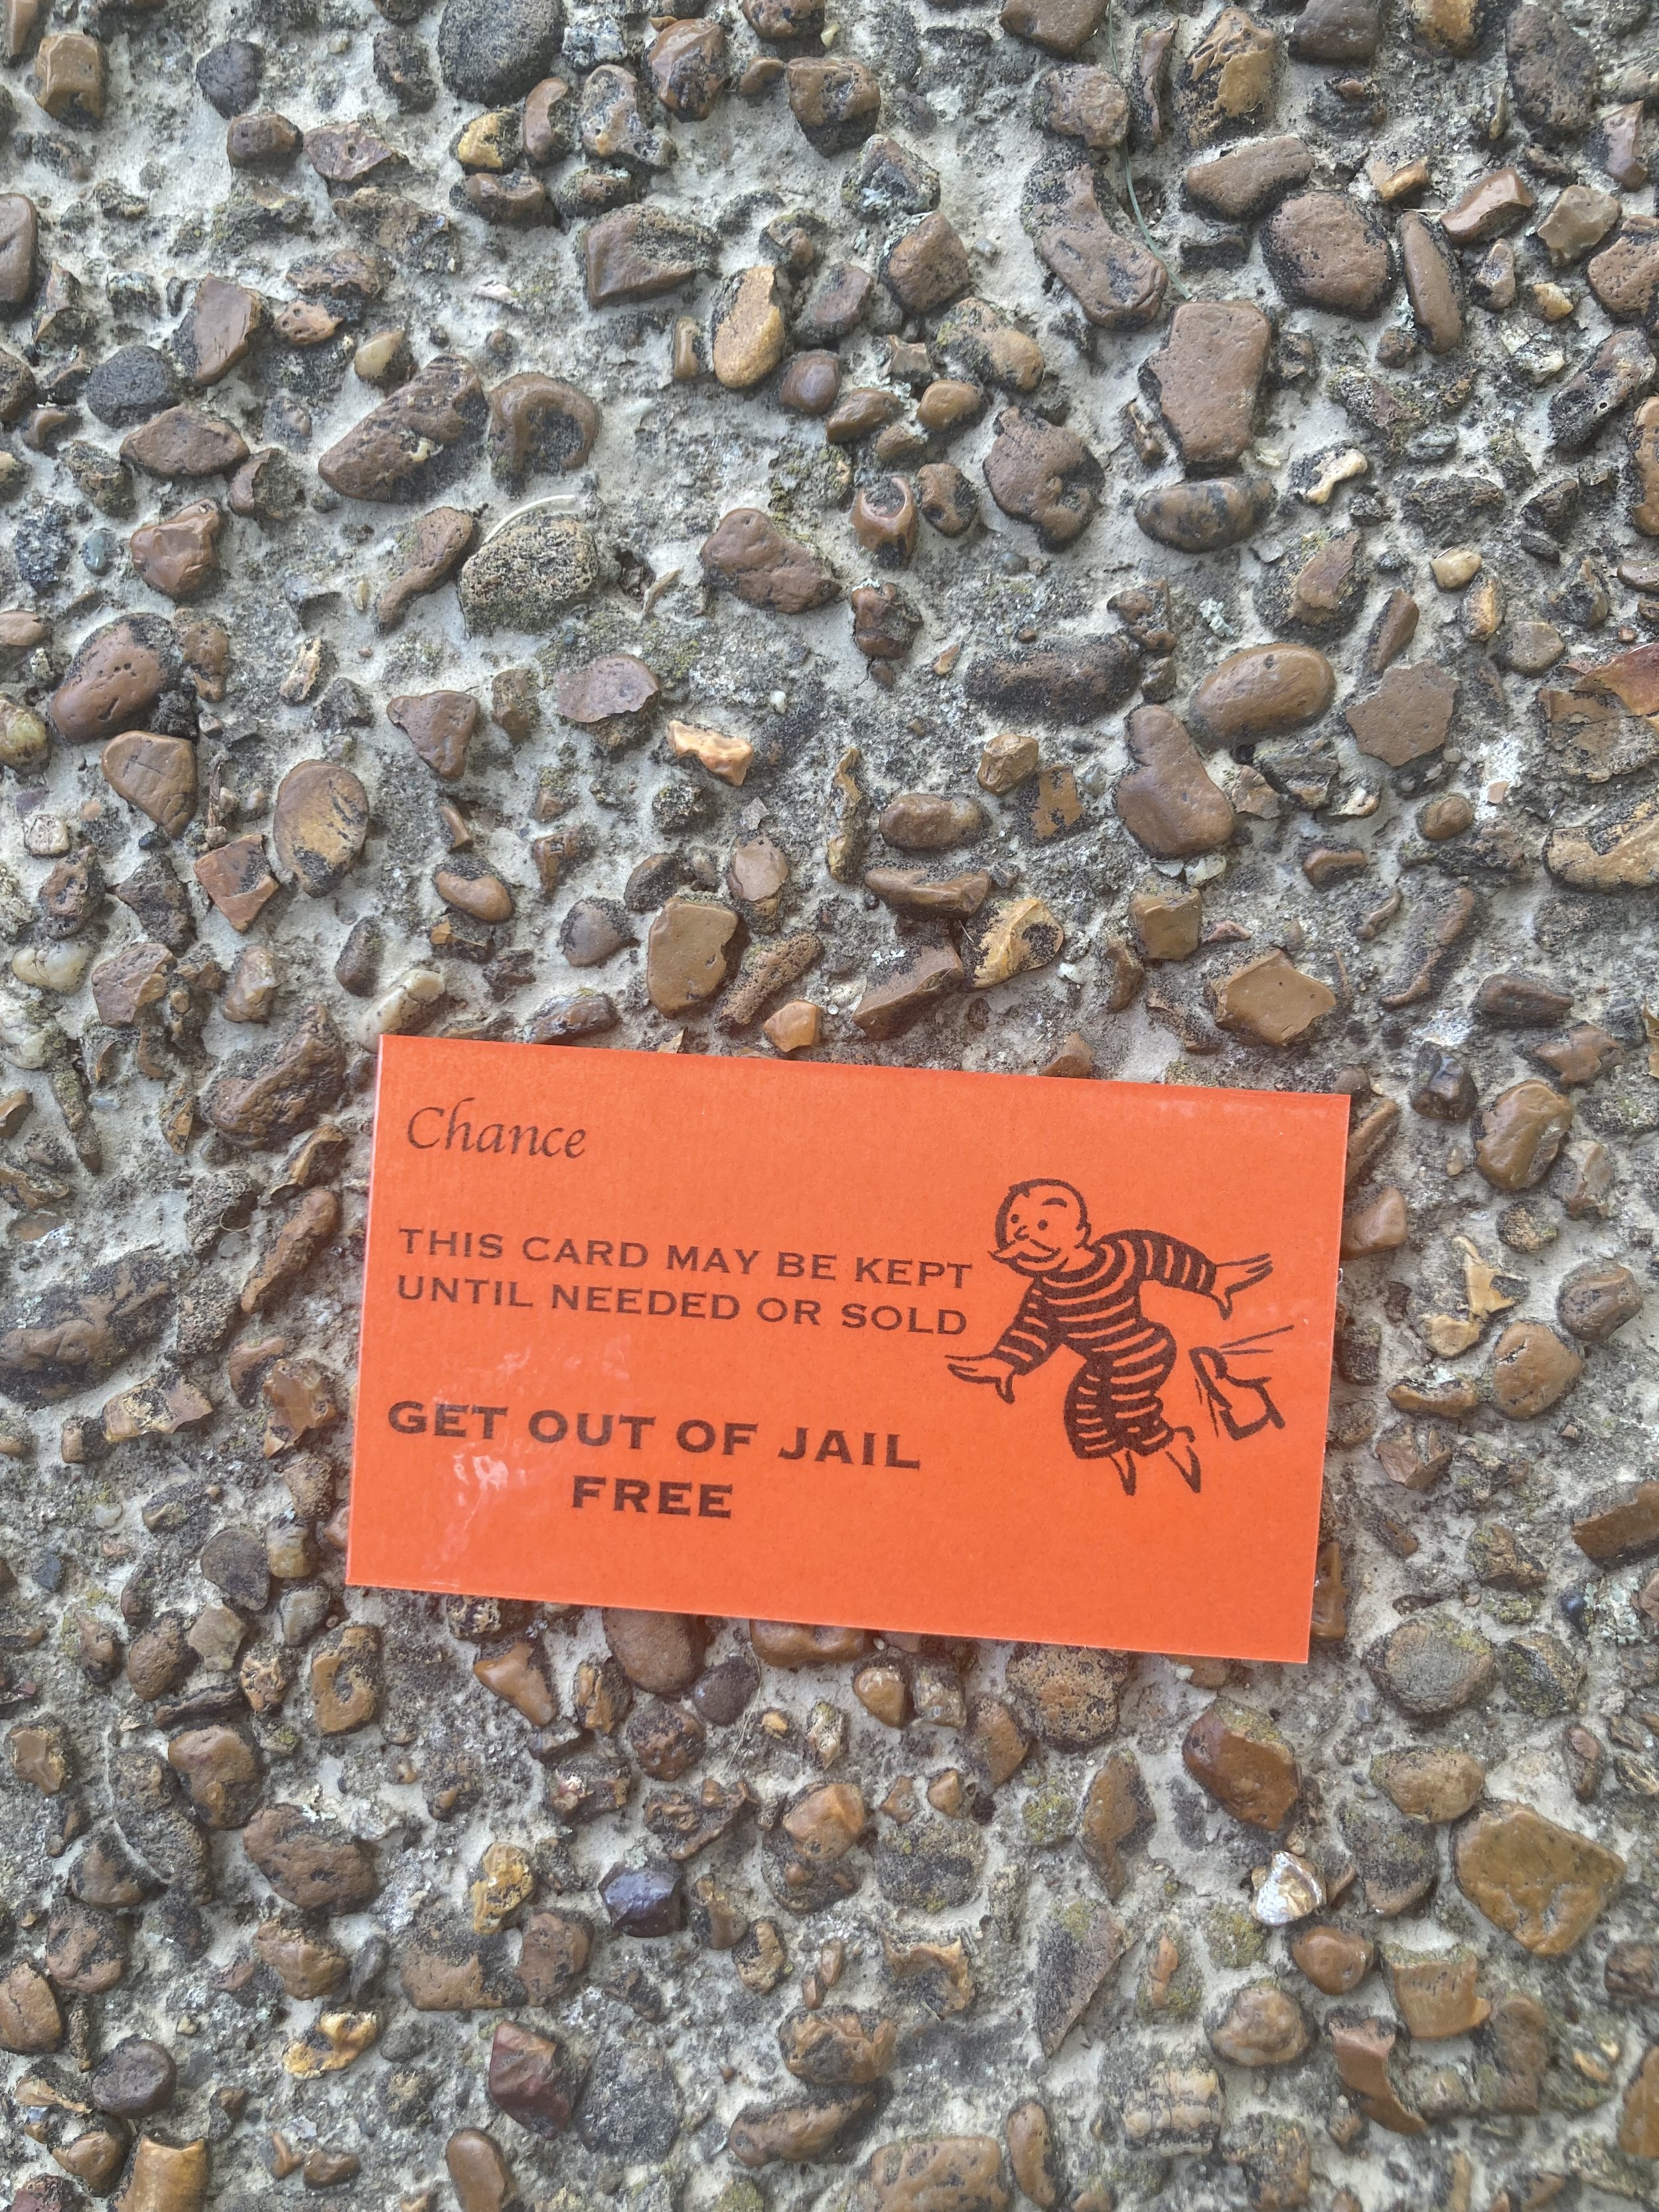 Chance
THIS CARD MAY BE KEPT
UNTIL NEEDED OR SOLD
GET OUT OF JAIL
FREE